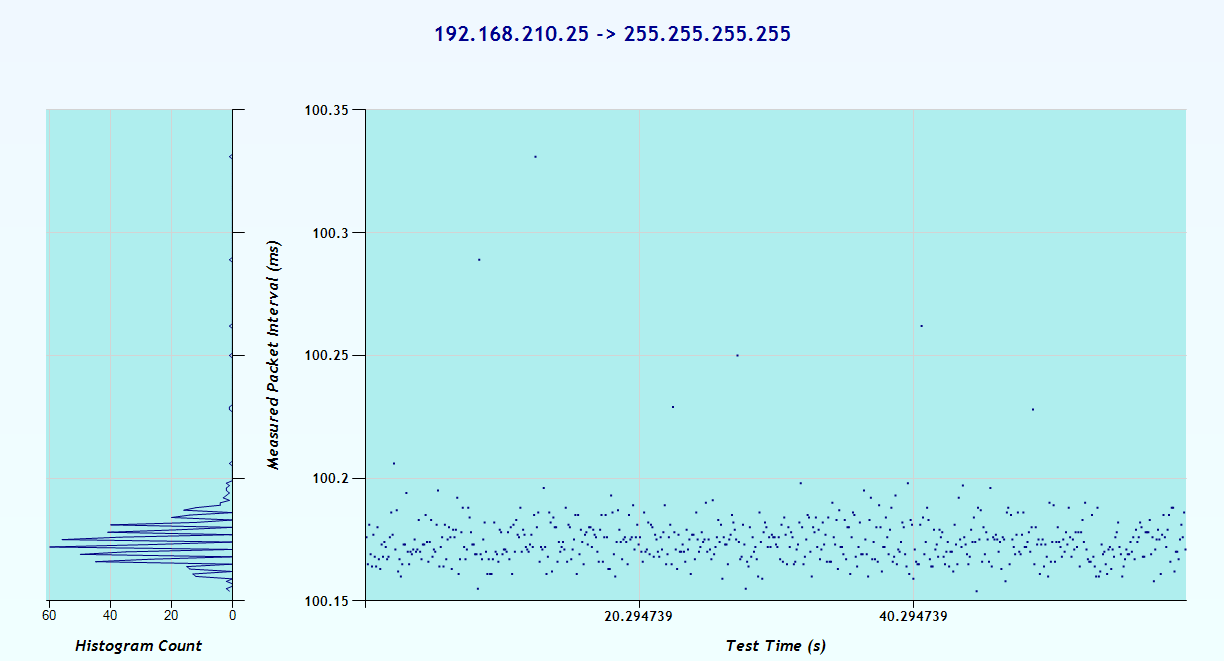 192.168.210.25 -> 255.255.255.255
100.35
100.3
100.25
100.2
100.15
Measured Packet Interval (ms)
60 40 20 0
20.294739 40.294739
Histogram Count
Test Time (s)